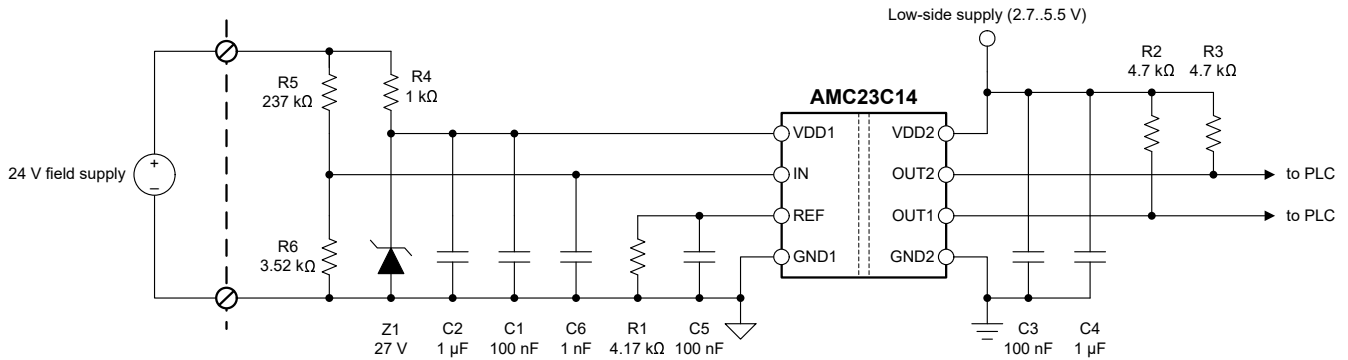 Low-side supply (2.7..5.5 V)
R2
4.7 kΩ
R3
4.7 kΩ
R5
237 kΩ
R4
1 kΩ
AMC23C14
VDD1
VDD2
24 V field supply
+
–
IN
OUT2
to PLC
REF
OUT1
to PLC
R6
3.52 kΩ
GND1
GND2
Z1
27 V
C2
1 µF
C1
100 nF
C6
1 nF
R1
4.17 kΩ
C5
100 nF
C3
100 nF
C4
1 µF